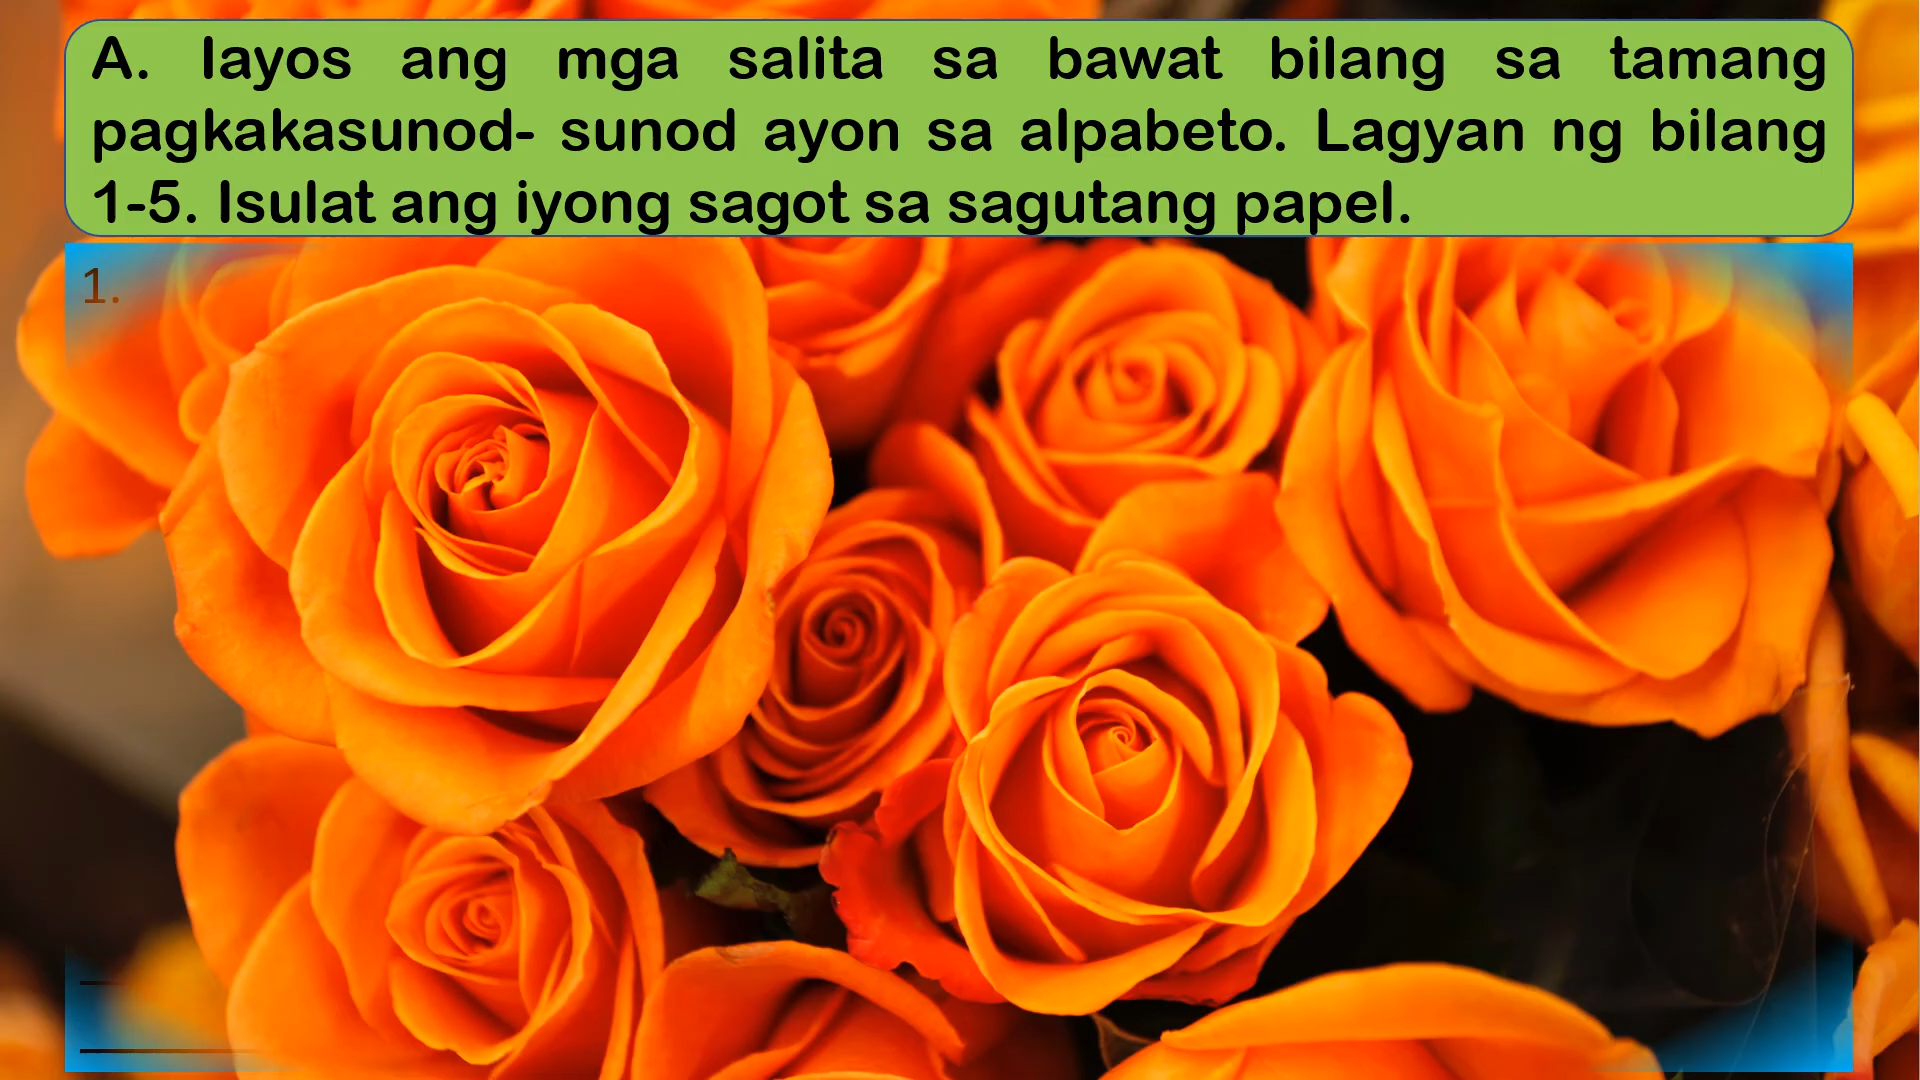 A. Iayos ang mga salita sa bawat bilang sa tamang
pagkakasunod- sunod ayon sa alpabeto. Lagyan ng bilang
1-5. Isulat ang iyong sagot sa sagutang papel.
1.